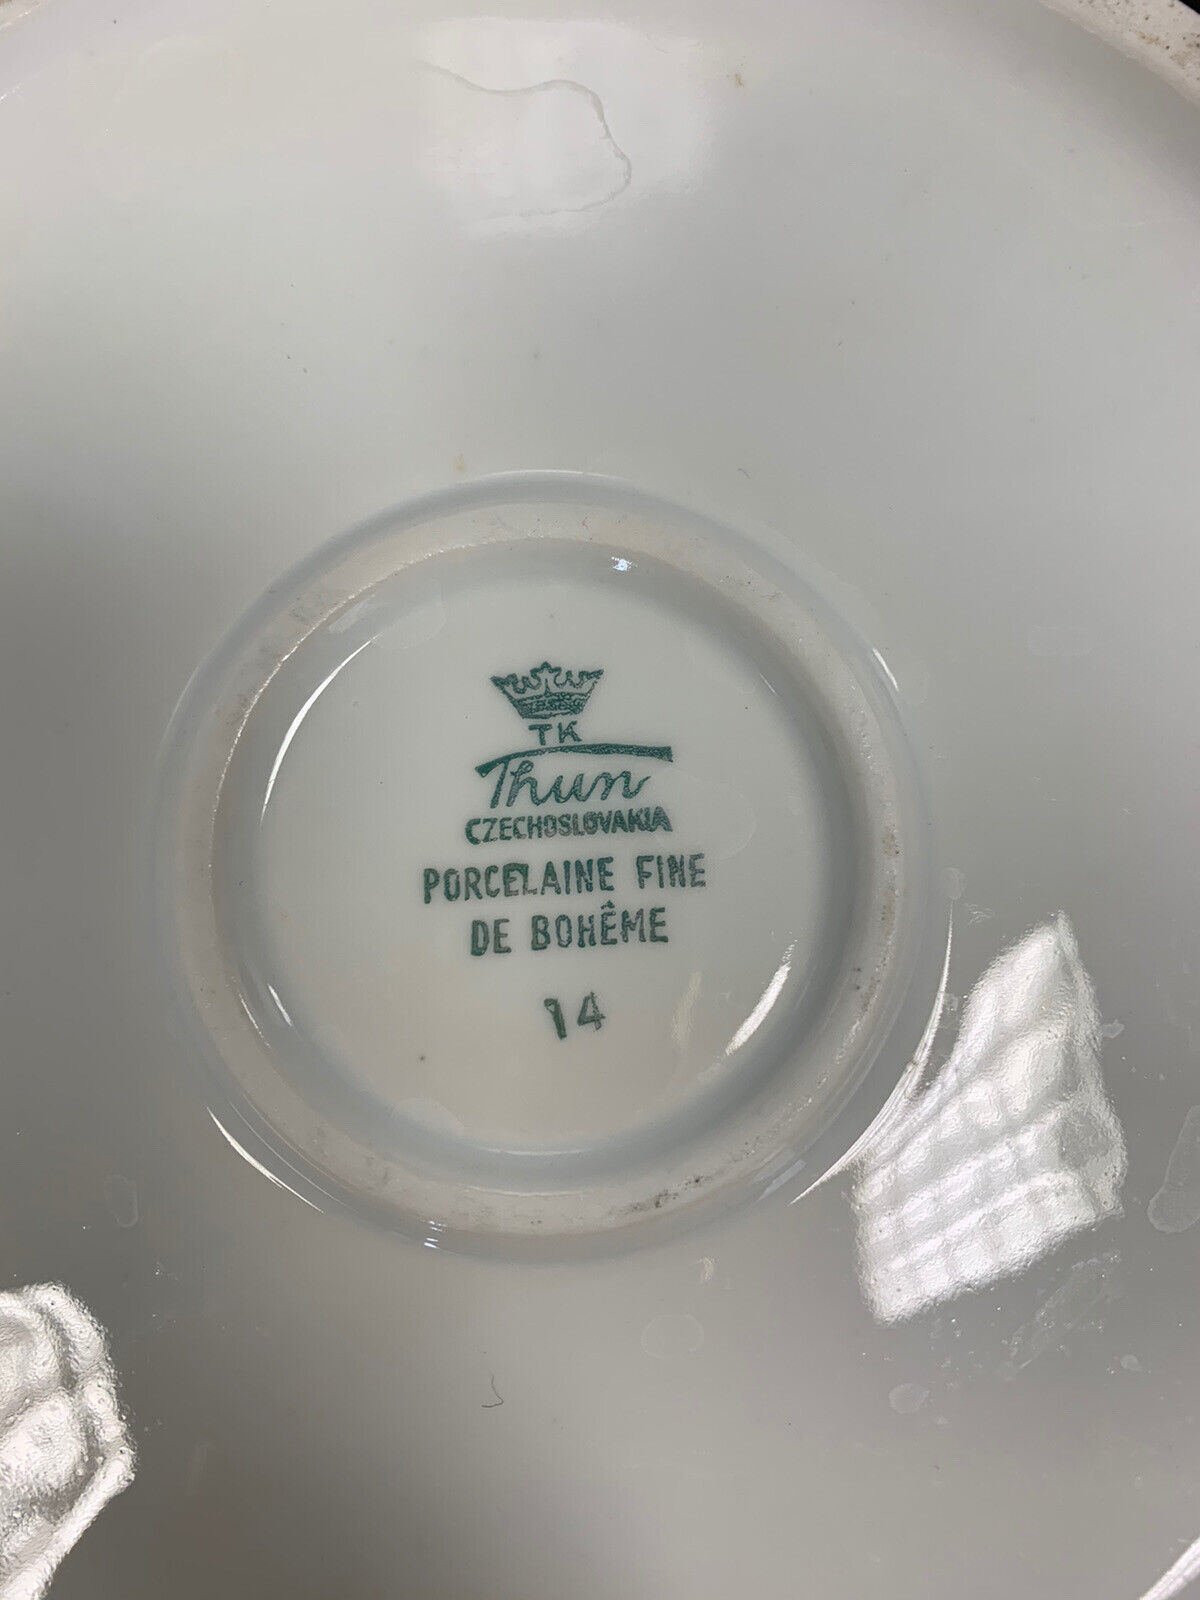 TK
Thun
CZECHOSLOVAKIA
PORCELAINE FINE
DE BOHÊME
14